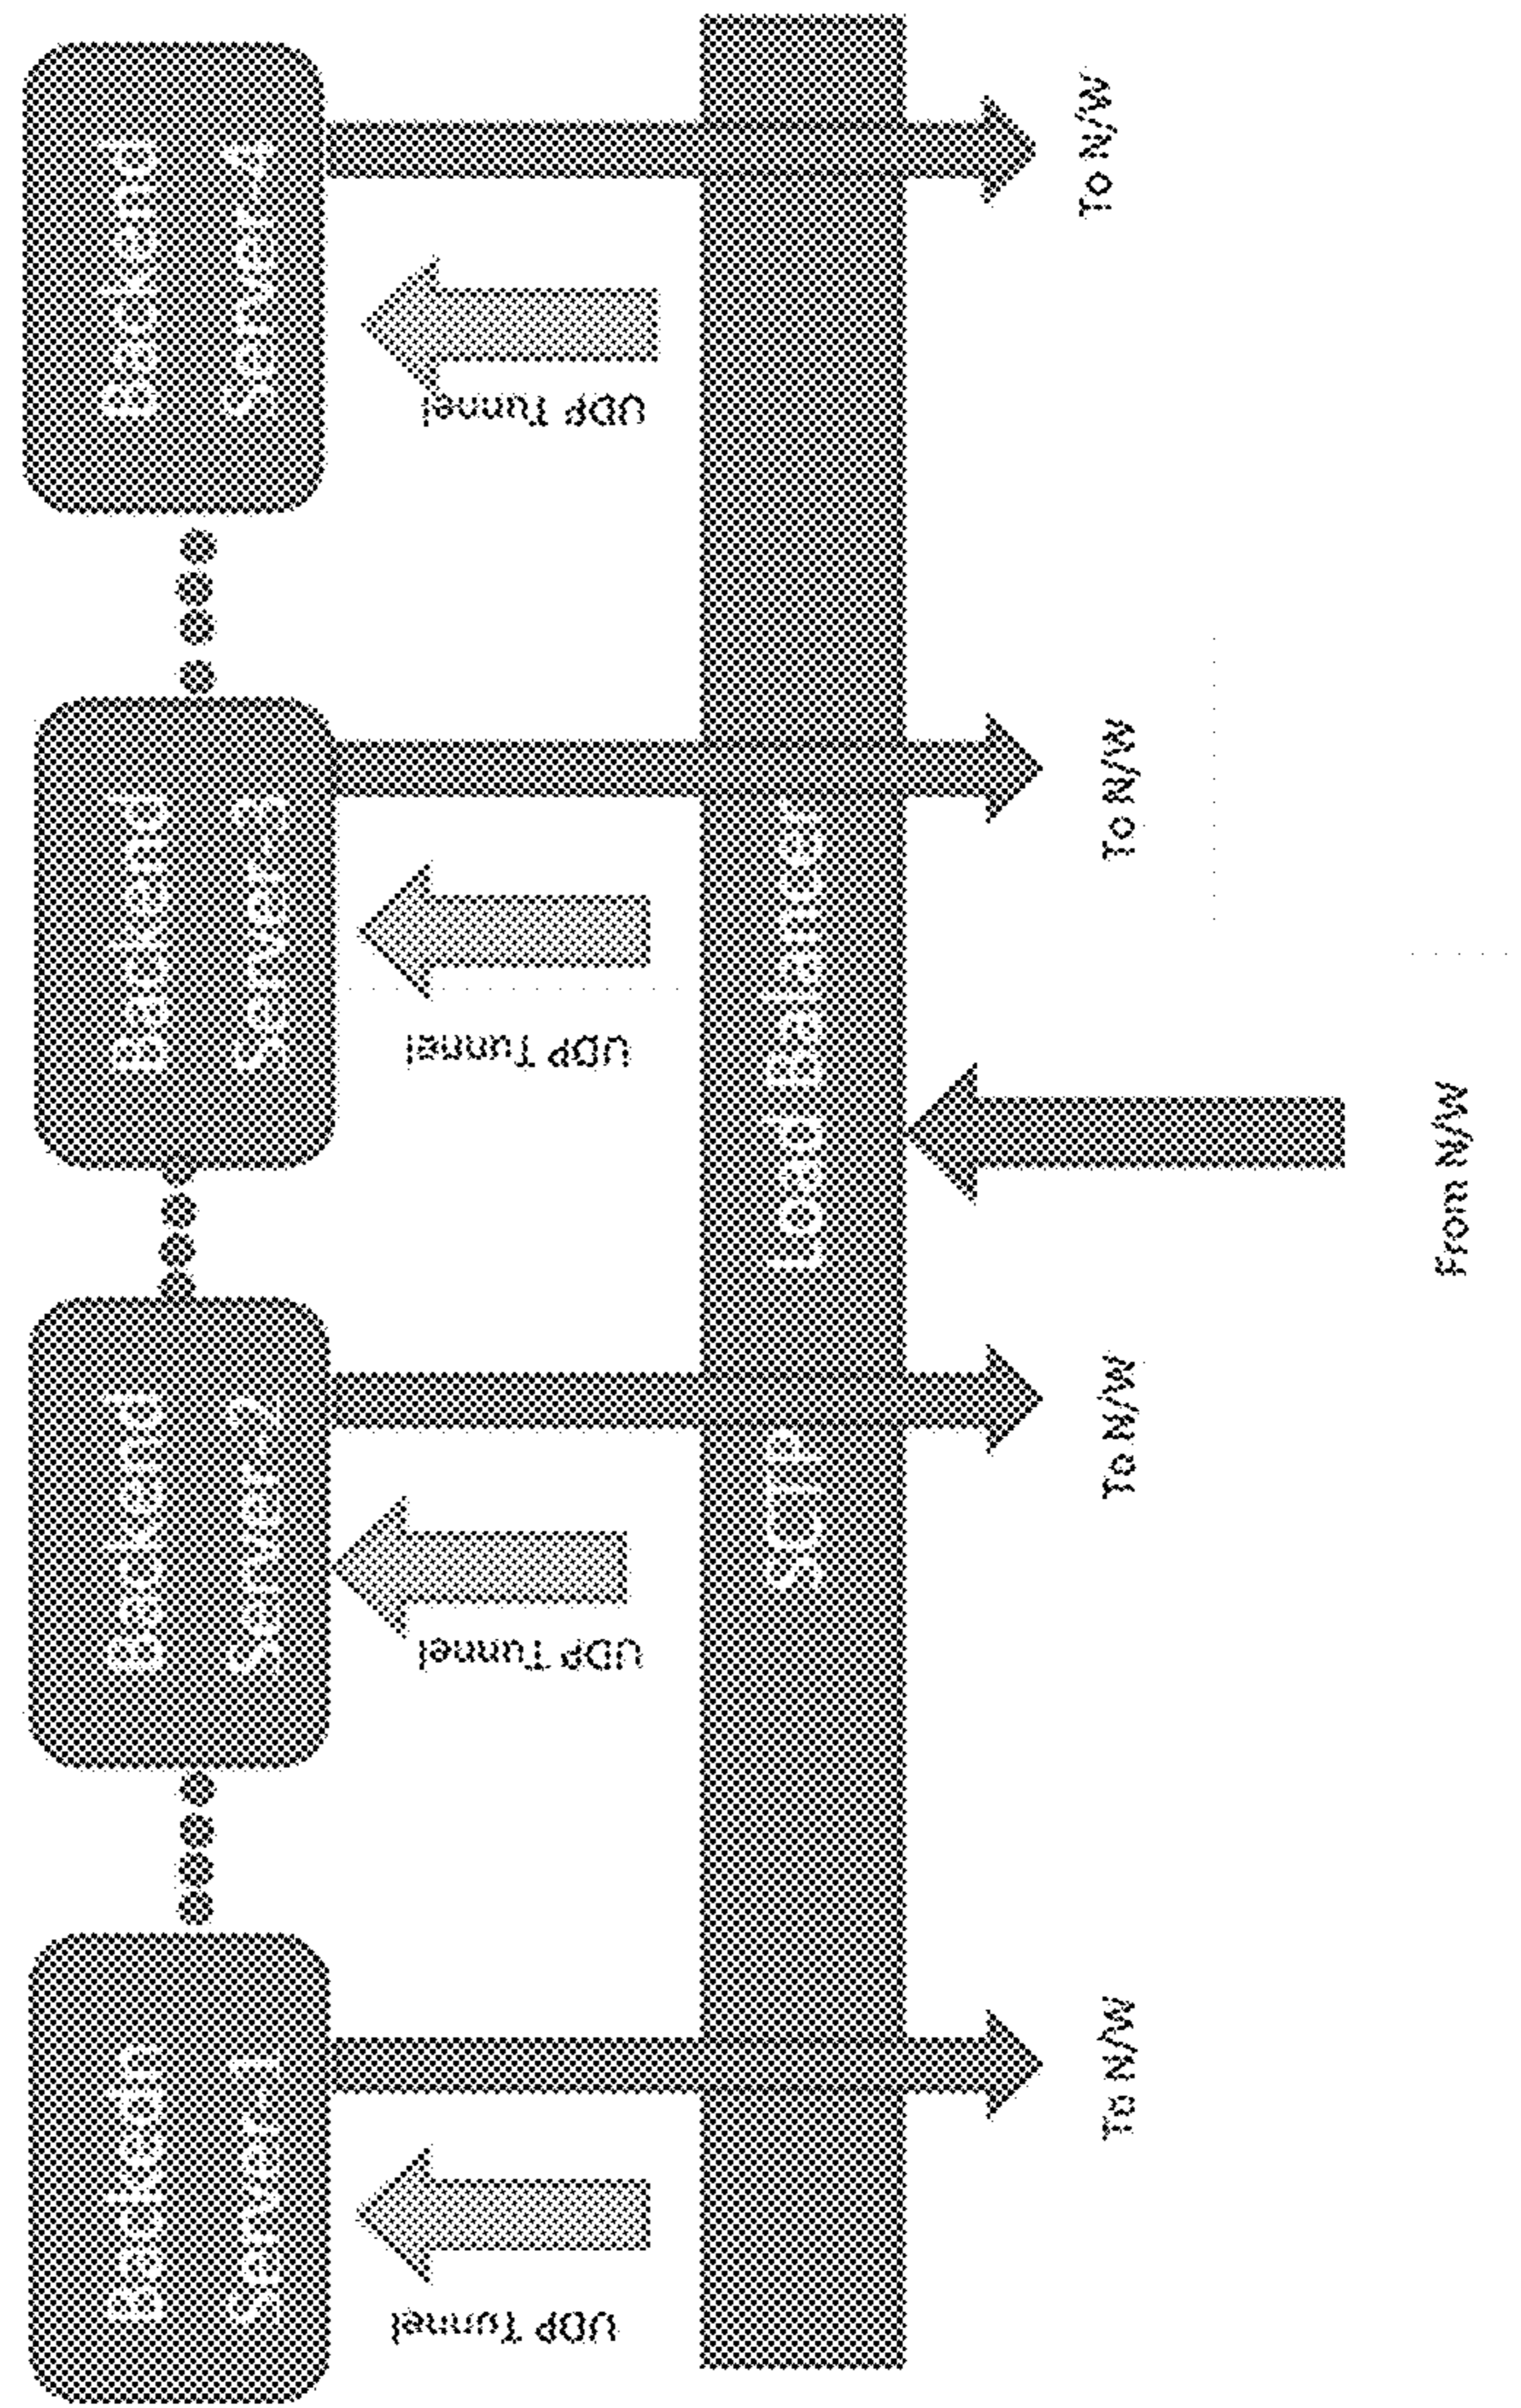 Backedn
Server-1
Backend
Server-2
Backend
Server-3
Backend
Server-4
UDP Tunnel
UDP Tunnel
UDP Tunnel
UDP Tunnel
SCTP Load Balancer
To N/W
To N/W
To N/W
To N/W
From N/W